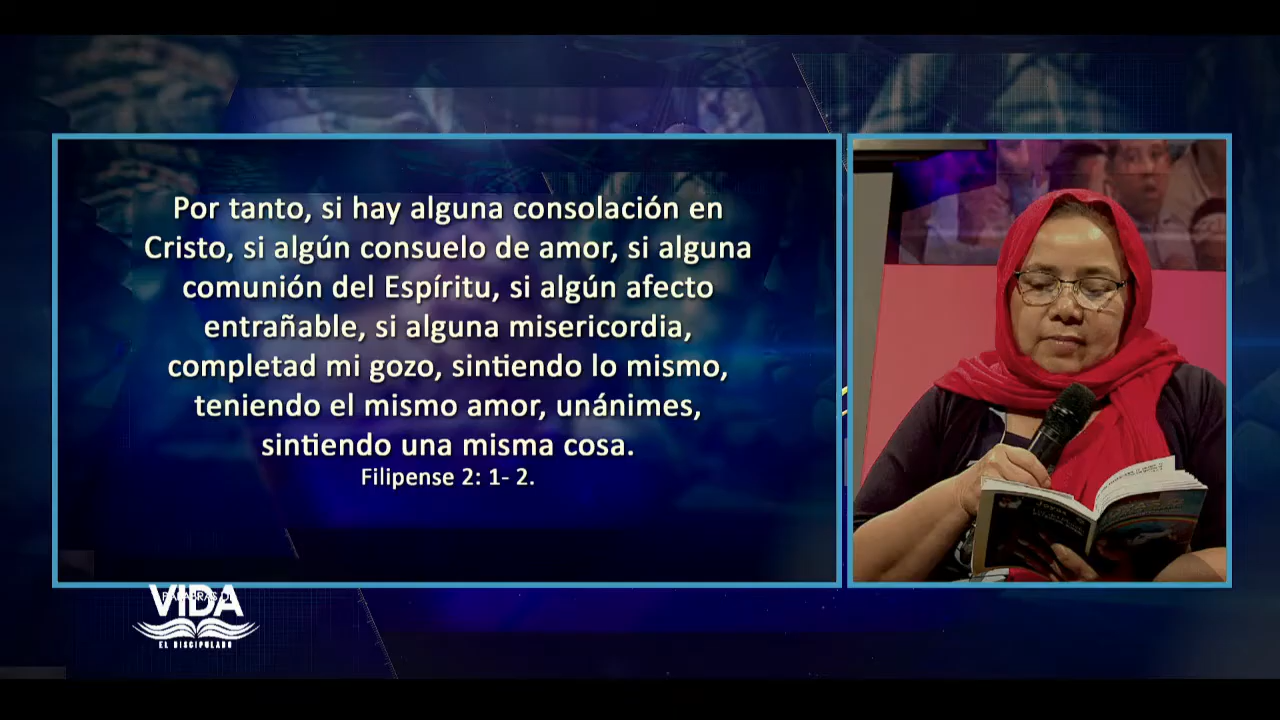 Por tanto, si hay alguna consolación en
Cristo, si algún consuelo de amor, si alguna
comunión del Espíritu, si algún afecto
entrañable, si alguna misericordia,
completad mi gozo, sintiendo lo mismo,
teniendo el mismo amor, unánimes,
sintiendo una misma cosa.
Filipense 2: 1- 2.
PALABRAS DE
VIDA
EL DISCIPULADO